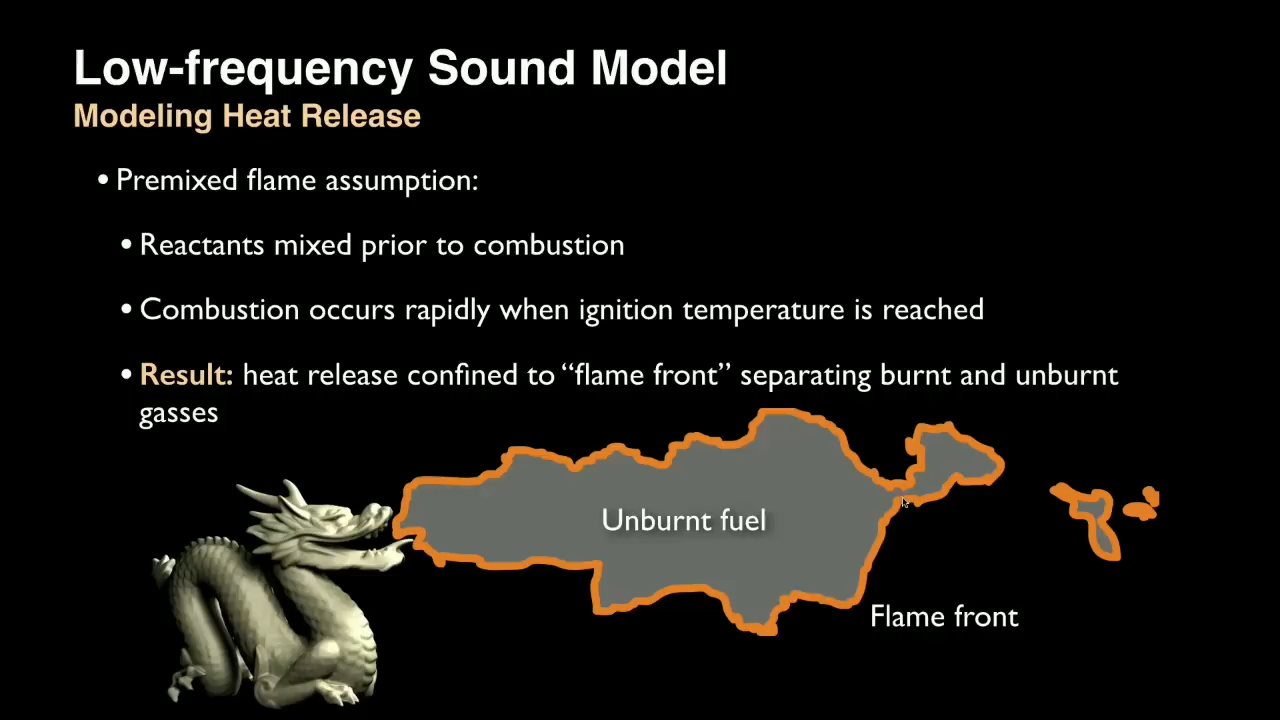 Low-frequency Sound Model
Modeling Heat Release
• Premixed flame assumption:
• Reactants mixed prior to combustion
• Combustion occurs rapidly when ignition temperature is reached
• Result: heat release confined to “flame front” separating burnt and unburnt
gasses
Unburnt fuel
Flame front